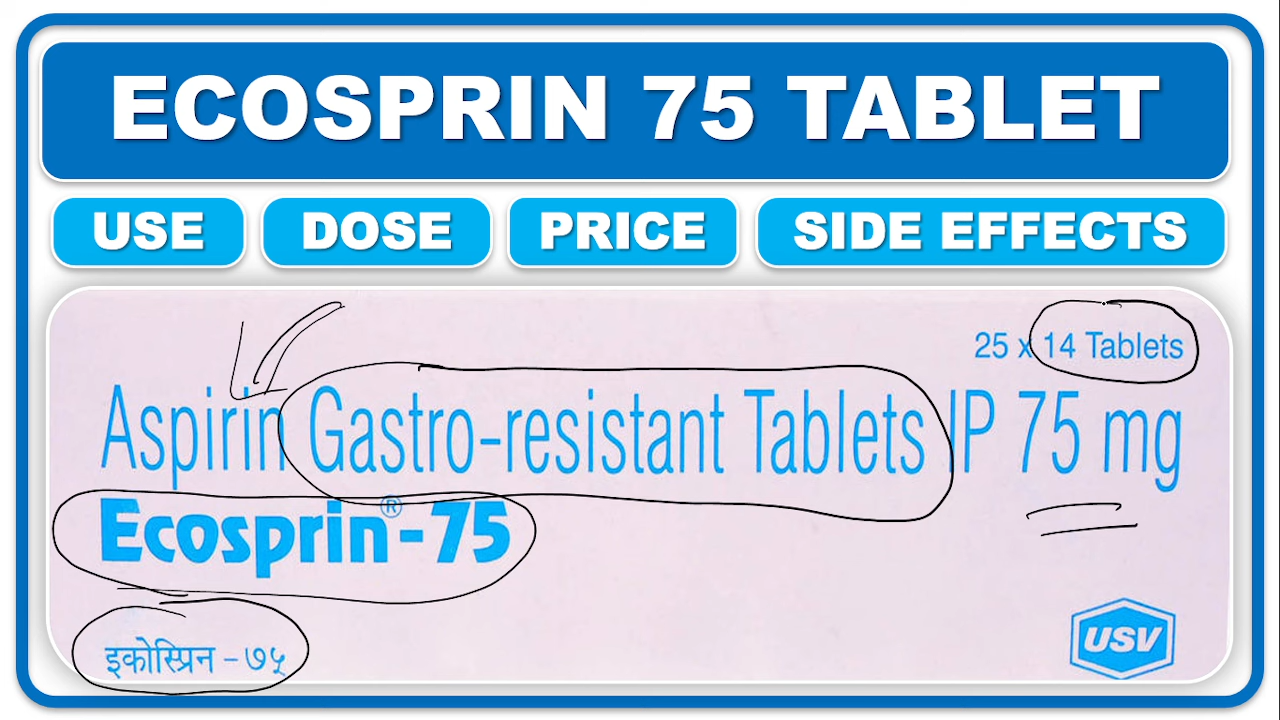 ECOSPRIN 75 TABLET
USE DOSE PRICE SIDE EFFECTS
25 x 14 Tablets
Aspirin Gastro-resistant Tablets IP 75 mg
Ecosprin®-75
इकोस्प्रिन - ७५
USV